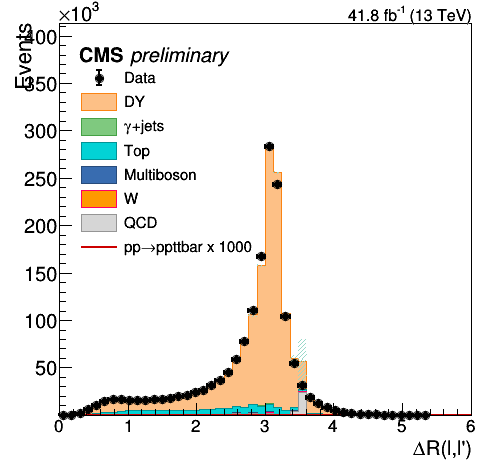 ×10³
41.8 fb⁻¹ (13 TeV)
Events
CMS preliminary
Data
DY
γ+jets
Top
Multiboson
W
QCD
pp→ppttbar x 1000
400
350
300
250
200
150
100
50
0 1 2 3 4 5 6
ΔR(l,l')